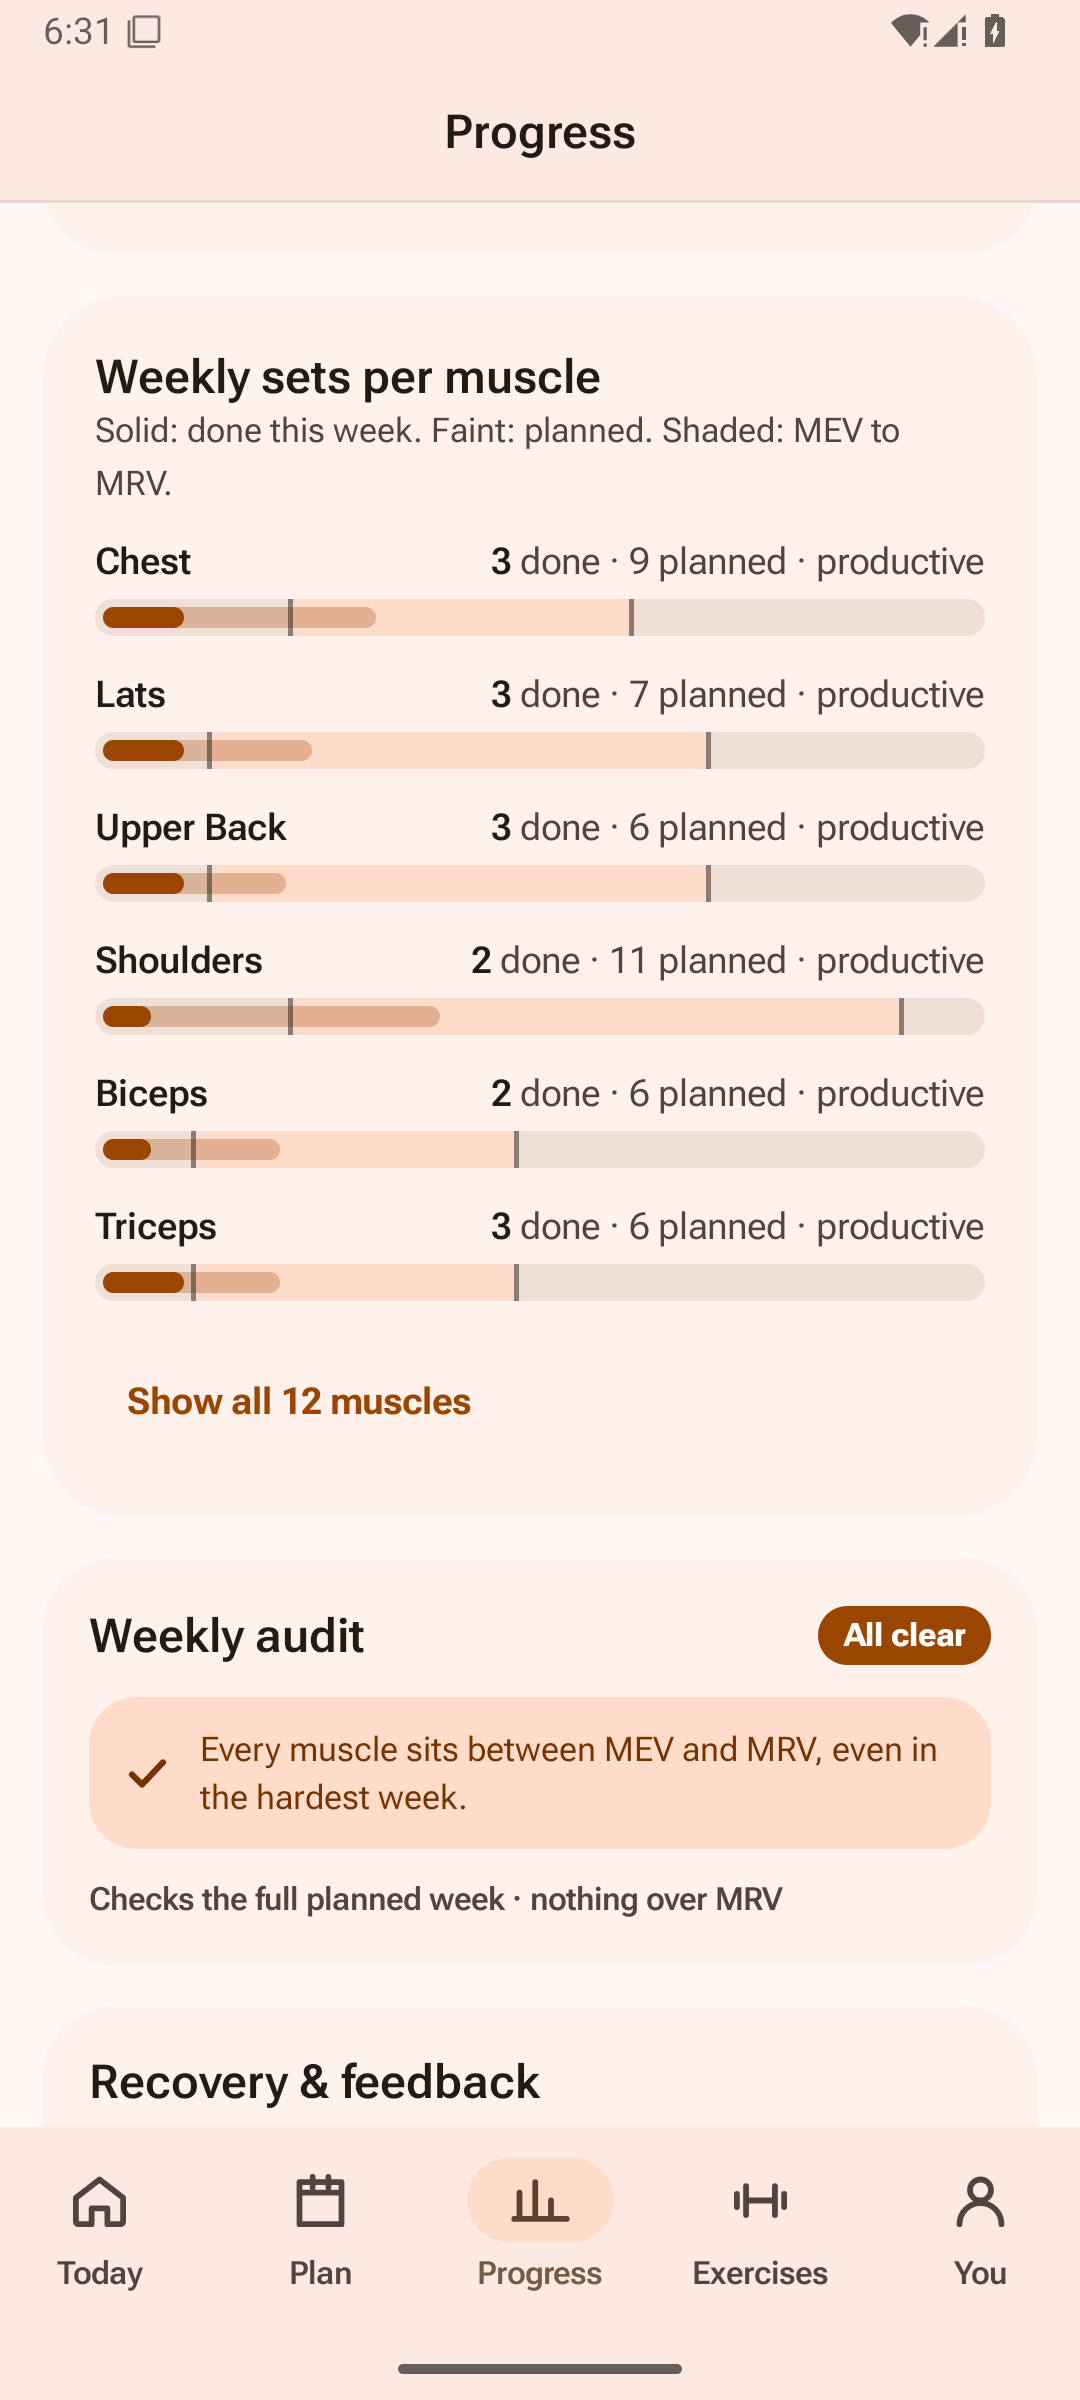 6:31
Progress
Weekly sets per muscle
Solid: done this week. Faint: planned. Shaded: MEV to
MRV.
Chest 3 done · 9 planned · productive
Lats 3 done · 7 planned · productive
Upper Back 3 done · 6 planned · productive
Shoulders 2 done · 11 planned · productive
Biceps 2 done · 6 planned · productive
Triceps 3 done · 6 planned · productive
Show all 12 muscles
Weekly audit All clear
Every muscle sits between MEV and MRV, even in
the hardest week.
Checks the full planned week · nothing over MRV
Recovery & feedback
Today Plan Progress Exercises You